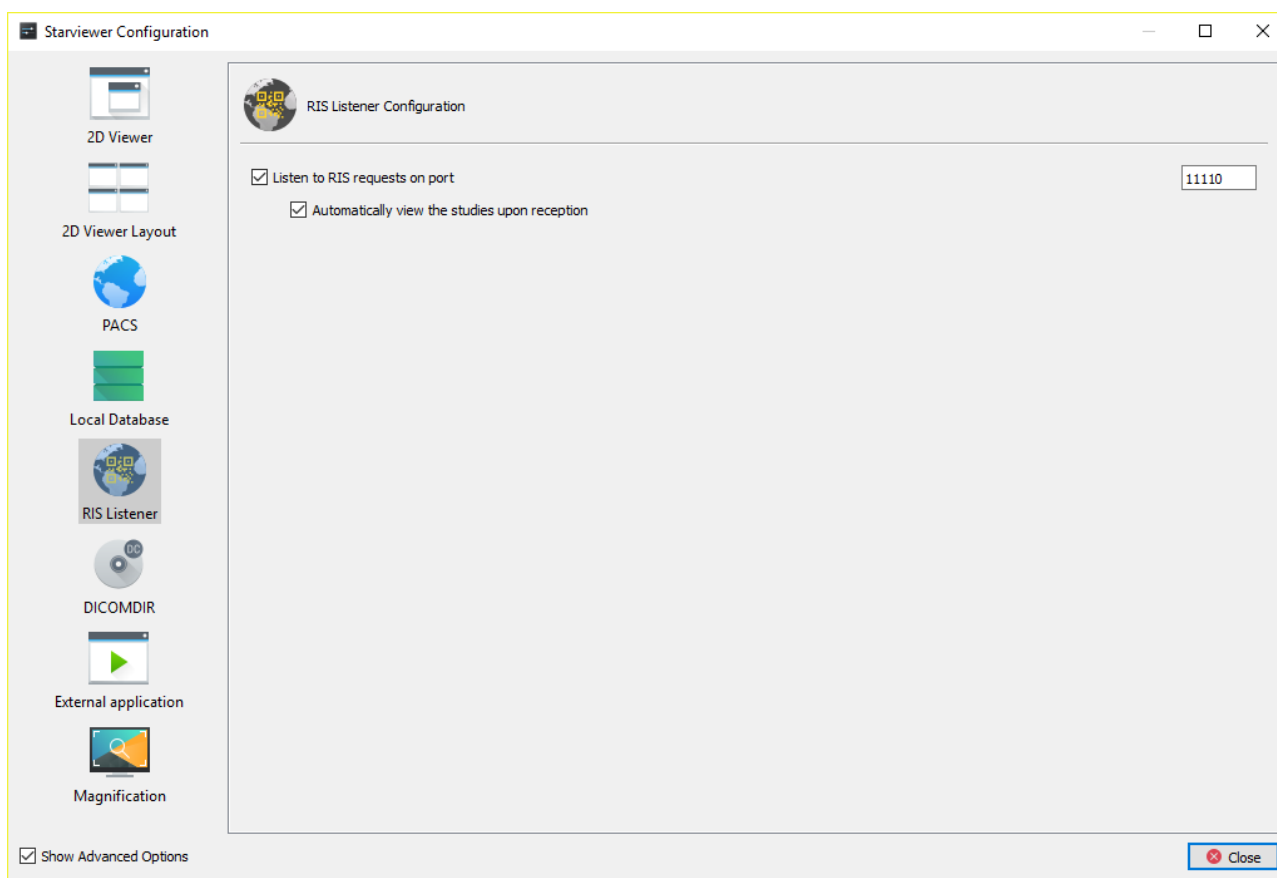 Starviewer Configuration
2D Viewer
2D Viewer Layout
PACS
Local Database
RIS Listener
DC
DICOMDIR
External application
Magnification
RIS Listener Configuration
Listen to RIS requests on port 11110
Automatically view the studies upon reception
Show Advanced Options
Close